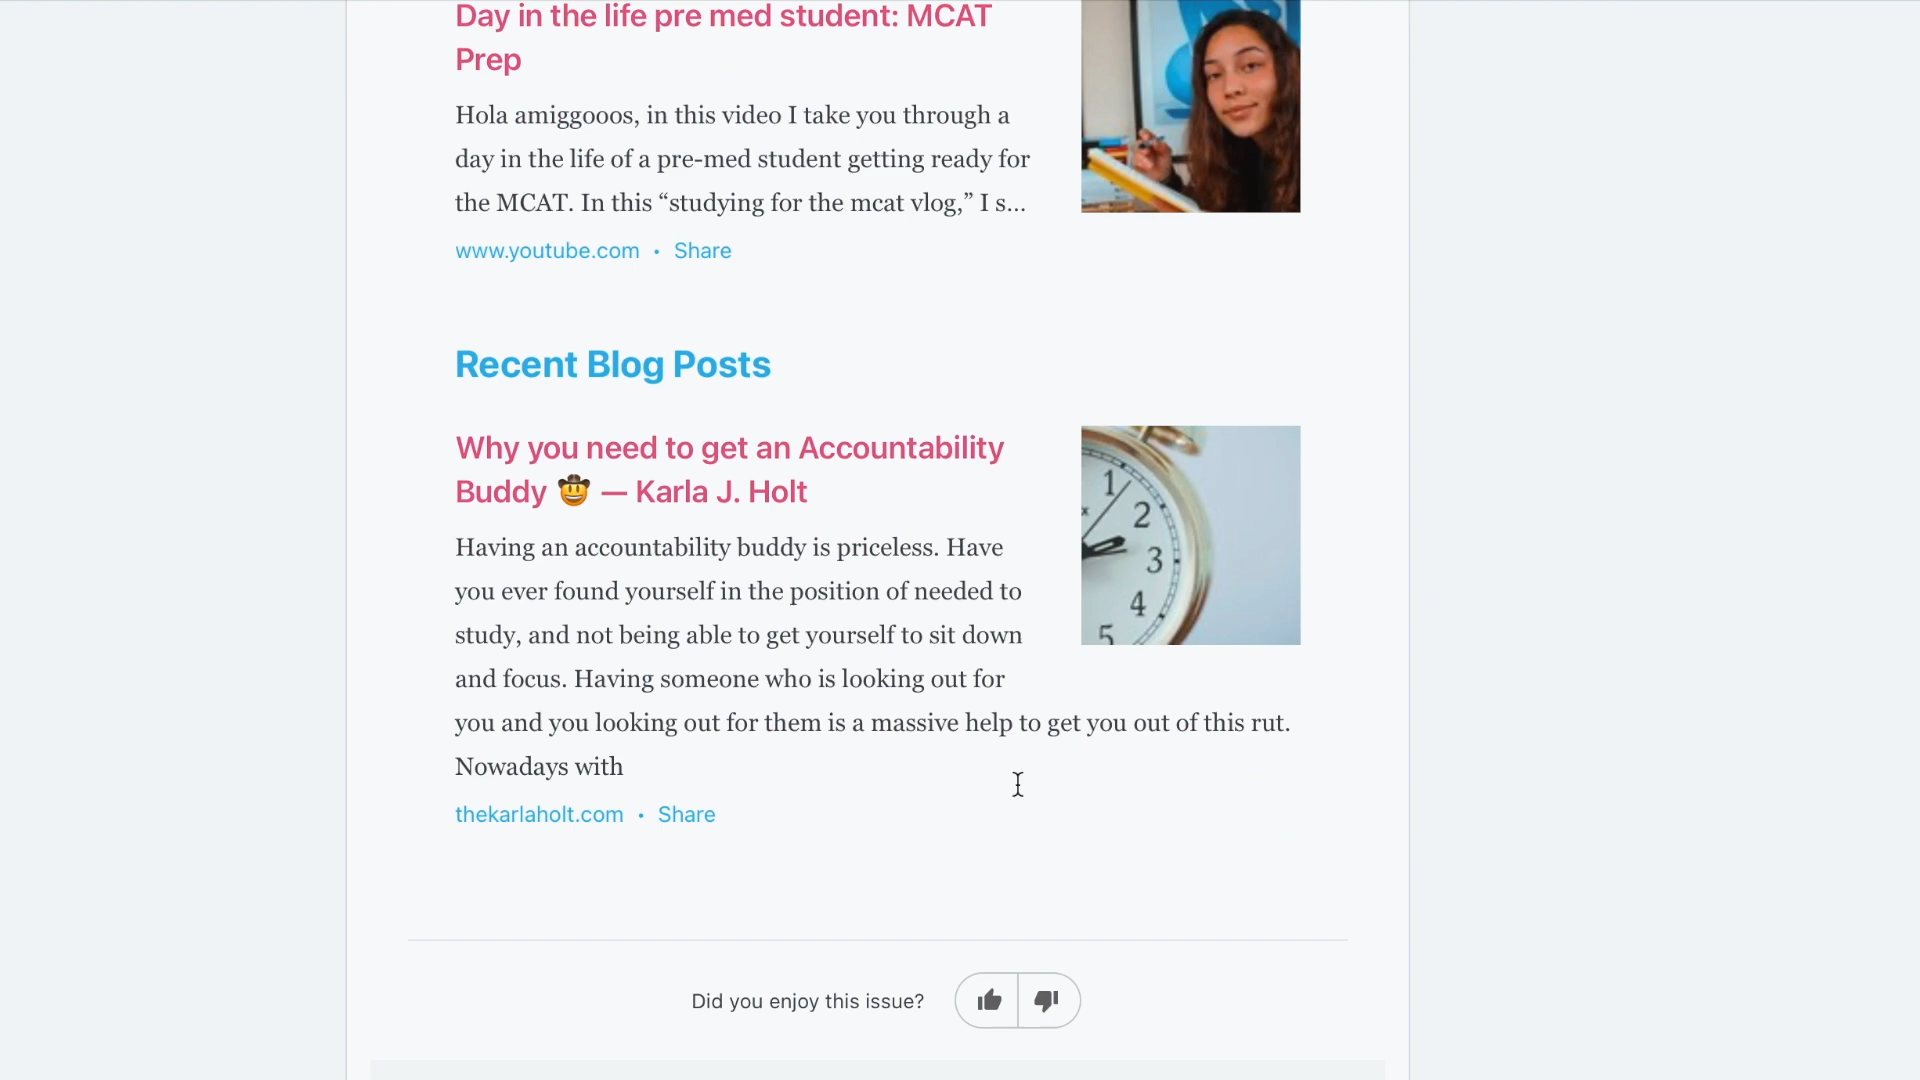 Day in the life pre med student: MCAT
Prep
Hola amiggooos, in this video I take you through a
day in the life of a pre-med student getting ready for
the MCAT. In this “studying for the mcat vlog,” I s...
www.youtube.com • Share
Recent Blog Posts
Why you need to get an Accountability
Buddy 🤠 — Karla J. Holt
Having an accountability buddy is priceless. Have
you ever found yourself in the position of needed to
study, and not being able to get yourself to sit down
and focus. Having someone who is looking out for
you and you looking out for them is a massive help to get you out of this rut.
Nowadays with
thekarlaholt.com • Share
1
2
3
4
5
Did you enjoy this issue?